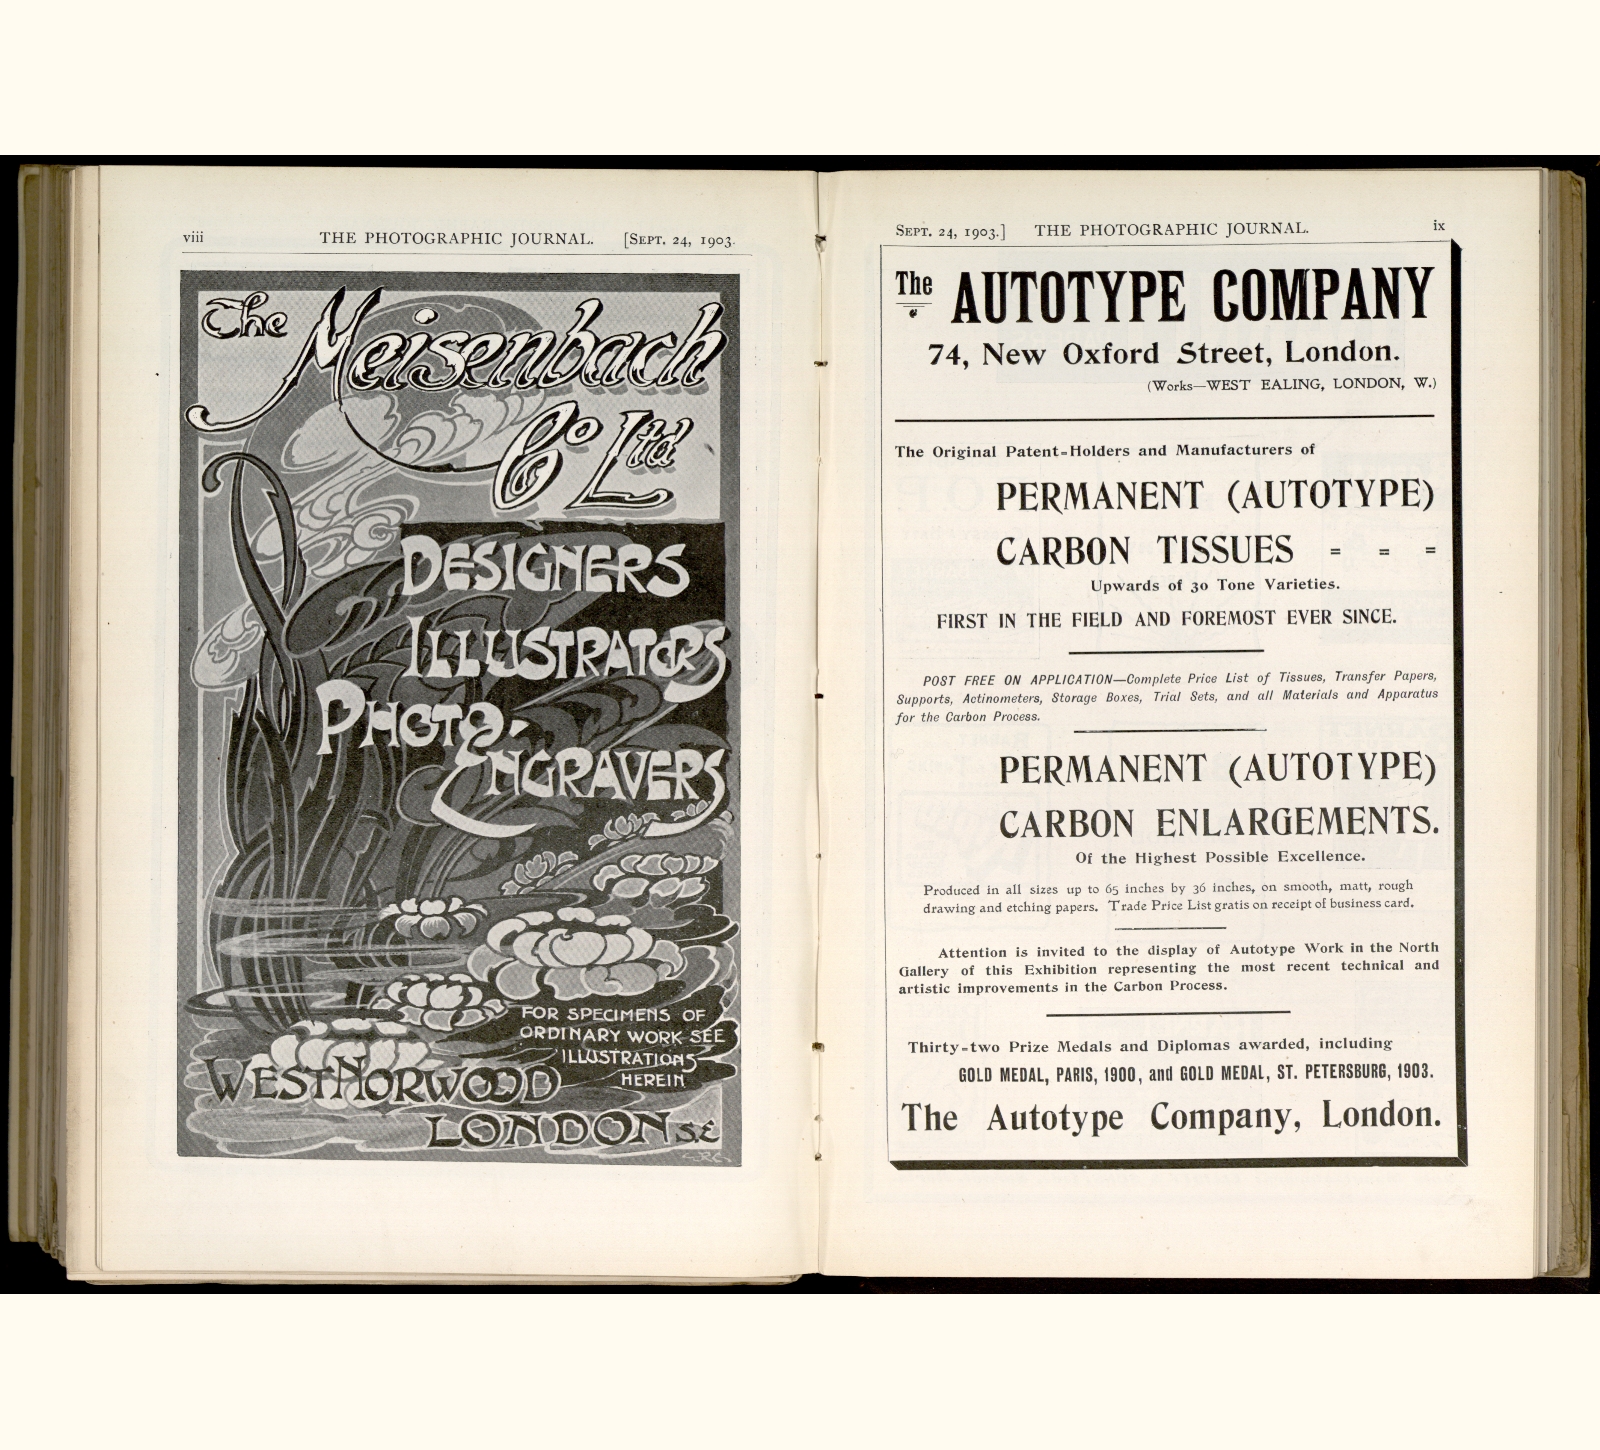 viii THE PHOTOGRAPHIC JOURNAL. [SEPT. 24, 1903.
The Meisenbach
Co Ltd
DESIGNERS
ILLUSTRATORS
PHOTO-
ENGRAVERS
FOR SPECIMENS OF
ORDINARY WORK SEE
ILLUSTRATIONS
HEREIN
WEST NORWOOD
LONDON S.E
SEPT. 24, 1903.] THE PHOTOGRAPHIC JOURNAL. ix
The AUTOTYPE COMPANY
74, New Oxford Street, London.
(Works—WEST EALING, LONDON, W.)
The Original Patent-Holders and Manufacturers of
PERMANENT (AUTOTYPE)
CARBON TISSUES = = =
Upwards of 30 Tone Varieties.
FIRST IN THE FIELD AND FOREMOST EVER SINCE.
POST FREE ON APPLICATION—Complete Price List of Tissues, Transfer Papers,
Supports, Actinometers, Storage Boxes, Trial Sets, and all Materials and Apparatus
for the Carbon Process.
PERMANENT (AUTOTYPE)
CARBON ENLARGEMENTS.
Of the Highest Possible Excellence.
Produced in all sizes up to 65 inches by 36 inches, on smooth, matt, rough
drawing and etching papers. Trade Price List gratis on receipt of business card.
Attention is invited to the display of Autotype Work in the North
Gallery of this Exhibition representing the most recent technical and
artistic improvements in the Carbon Process.
Thirty-two Prize Medals and Diplomas awarded, including
GOLD MEDAL, PARIS, 1900, and GOLD MEDAL, ST. PETERSBURG, 1903.
The Autotype Company, London.